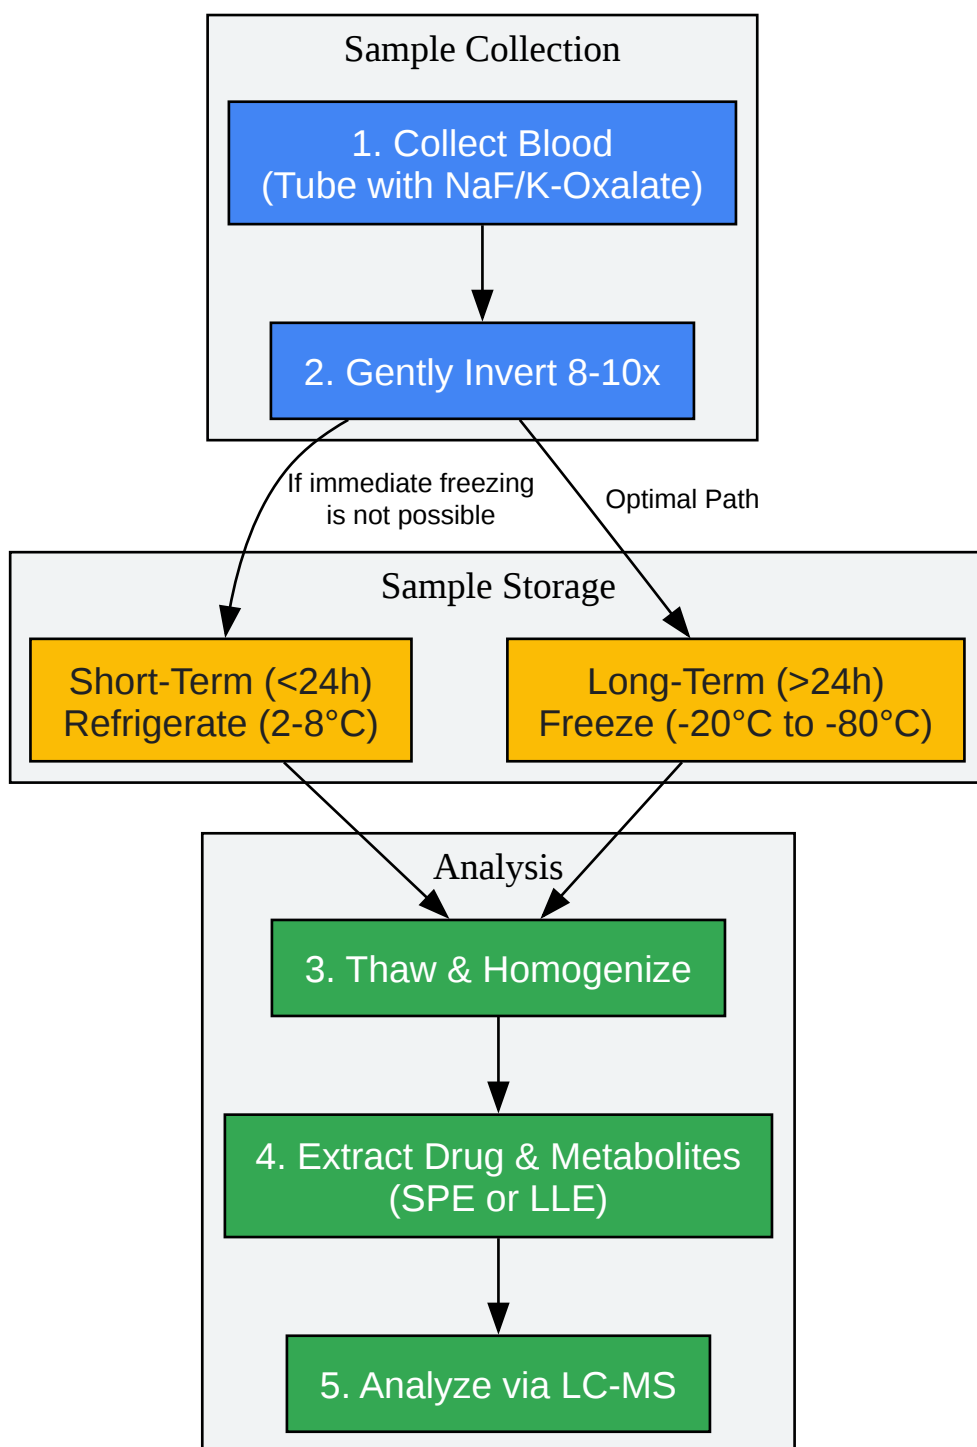 Sample Collection
1. Collect Blood
(Tube with NaF/K-Oxalate)
2. Gently Invert 8-10x
If immediate freezing
is not possible
Optimal Path
Sample Storage
Short-Term (<24h)
Refrigerate (2-8°C)
Long-Term (>24h)
Freeze (-20°C to -80°C)
Analysis
3. Thaw & Homogenize
4. Extract Drug & Metabolites
(SPE or LLE)
5. Analyze via LC-MS